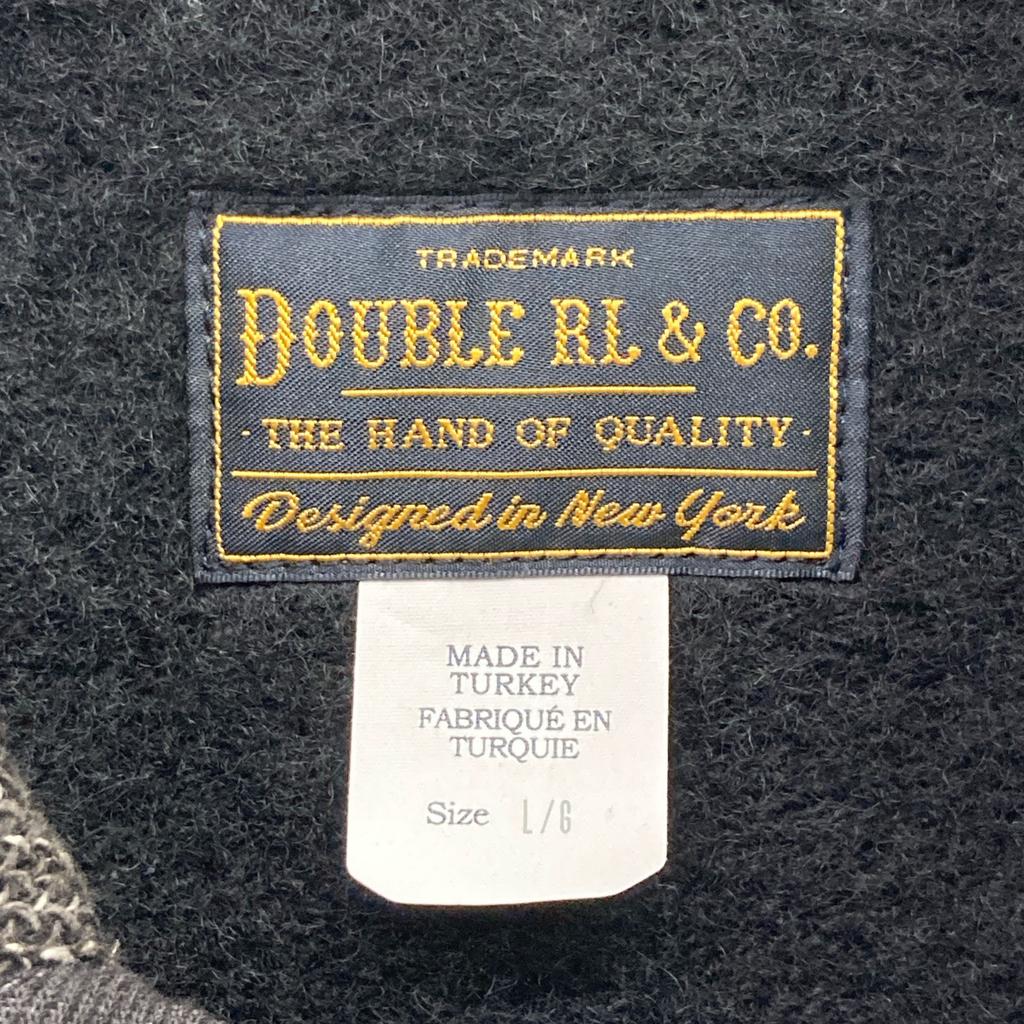 TRADEMARK
DOUBLE RL & CO.
· THE HAND OF QUALITY ·
Designed in New York
MADE IN
TURKEY
FABRIQUÉ EN
TURQUIE
Size L/G